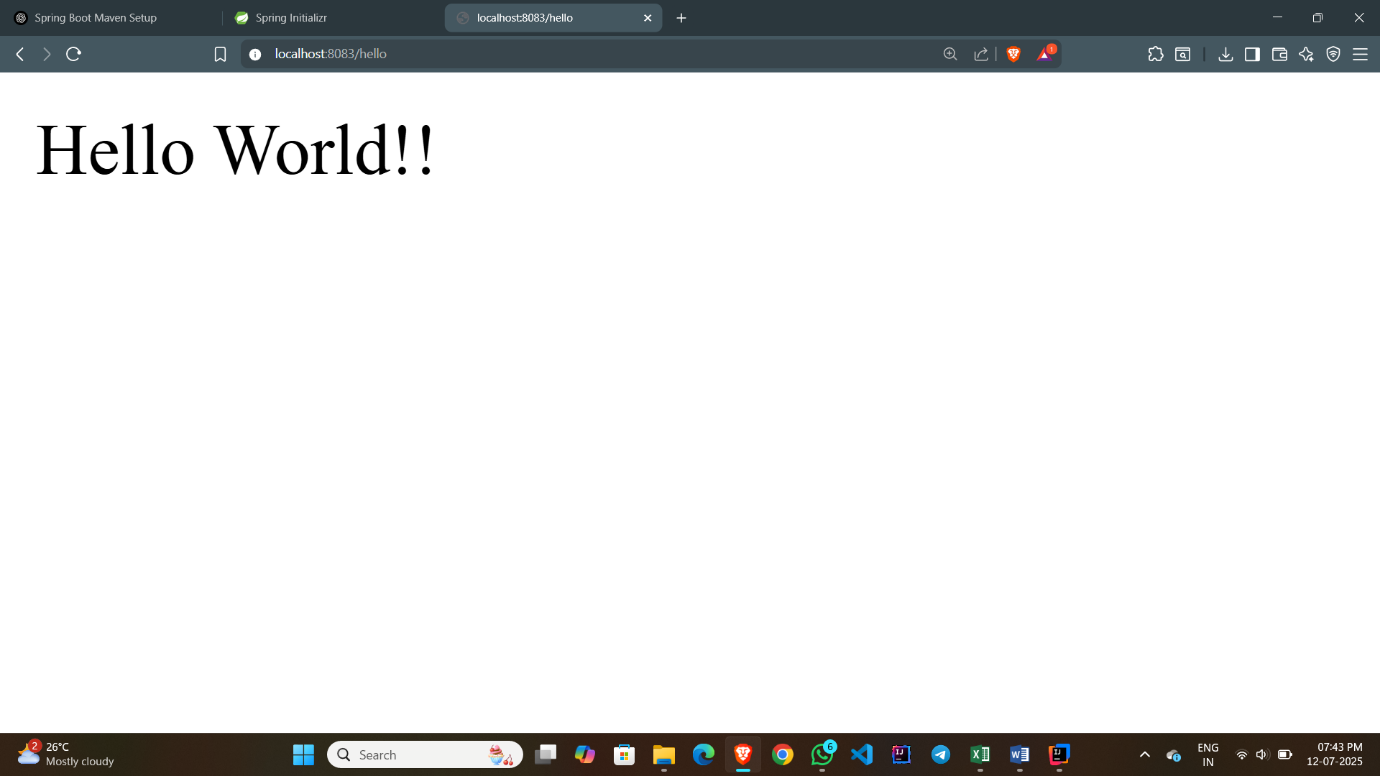 Spring Boot Maven Setup
Spring Initializr
localhost:8083/hello
localhost:8083/hello
1
Hello World!!
2
26°C
Mostly cloudy
Search
6
ENG
IN
07:43 PM
12-07-2025